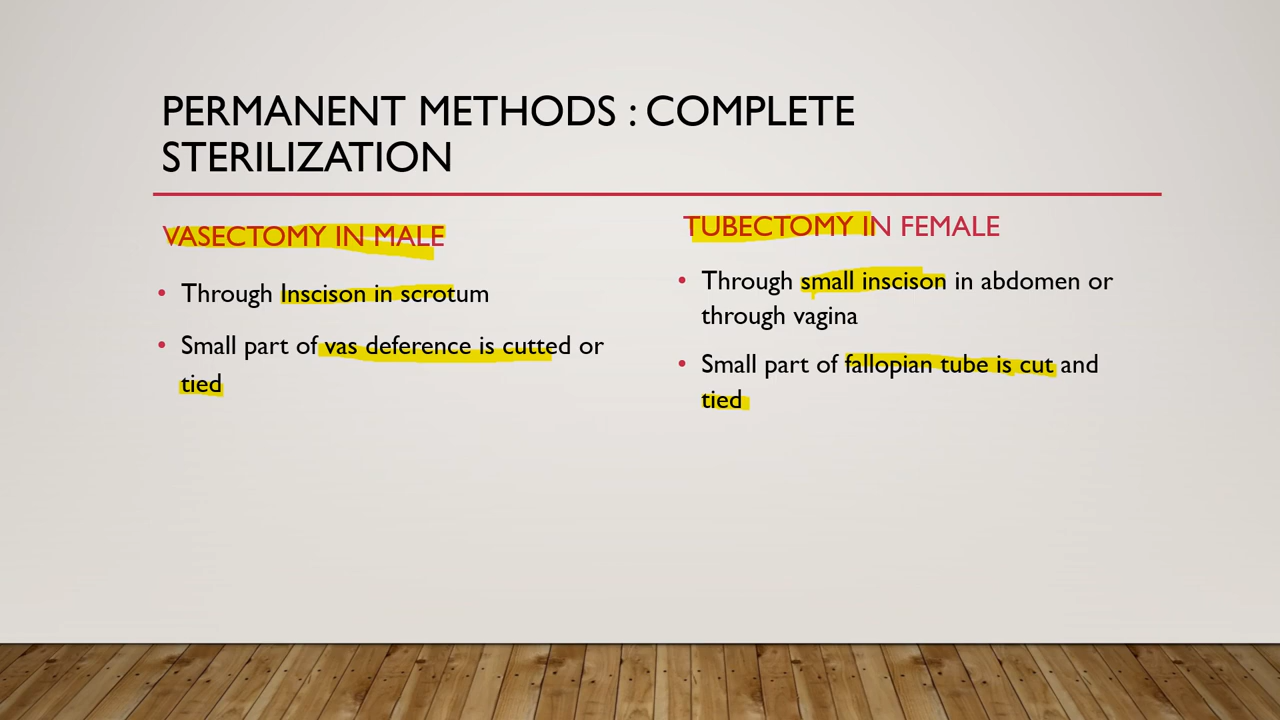 PERMANENT METHODS : COMPLETE
STERILIZATION
VASECTOMY IN MALE
• Through Inscison in scrotum
• Small part of vas deference is cutted or
tied
TUBECTOMY IN FEMALE
• Through small inscison in abdomen or
through vagina
• Small part of fallopian tube is cut and
tied